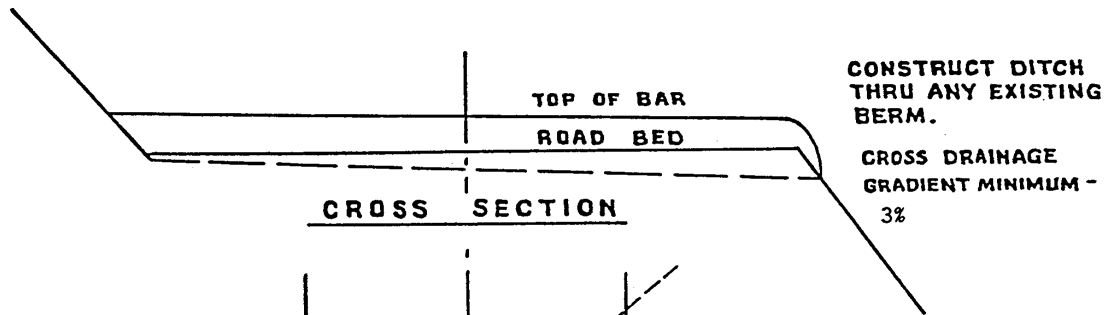 TOP OF BAR
ROAD BED
CROSS SECTION
CONSTRUCT DITCH
THRU ANY EXISTING
BERM.
CROSS DRAINAGE
GRADIENT MINIMUM -
3%